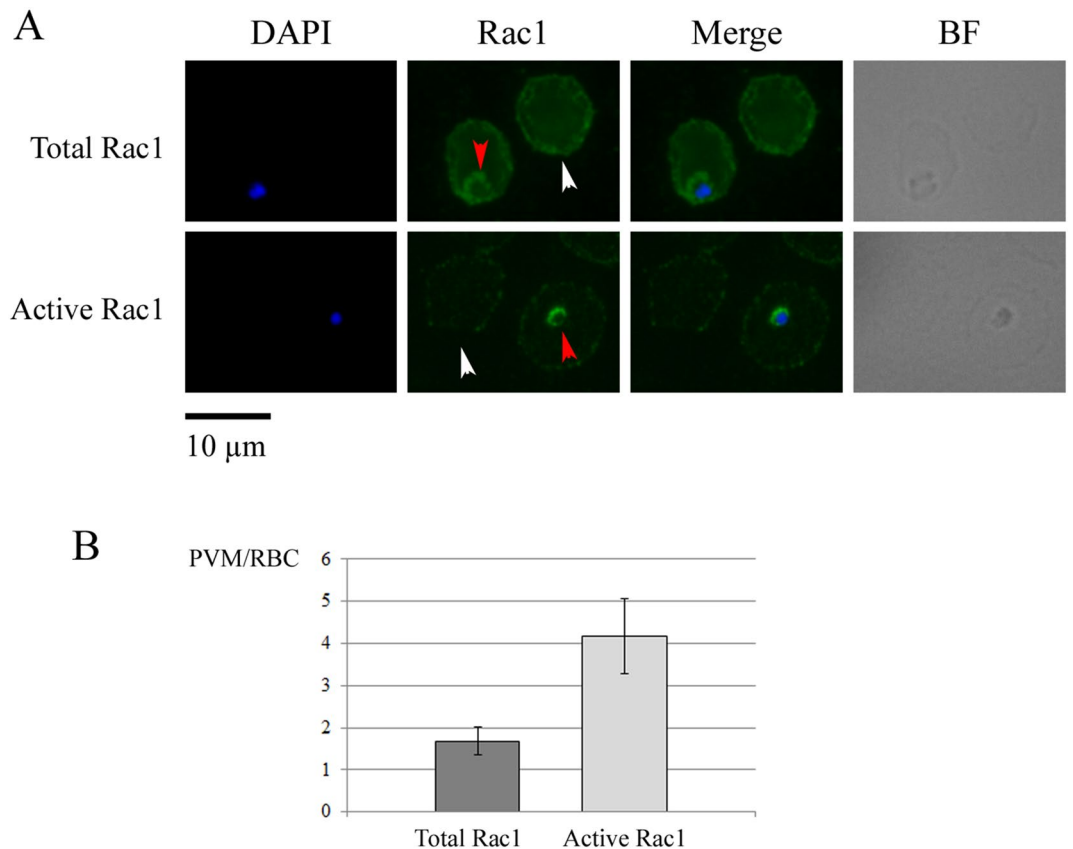 A
DAPI Rac1 Merge BF
Total Rac1
Active Rac1
10 µm
B
PVM/RBC
6
5
4
3
2
1
0
Total Rac1 Active Rac1